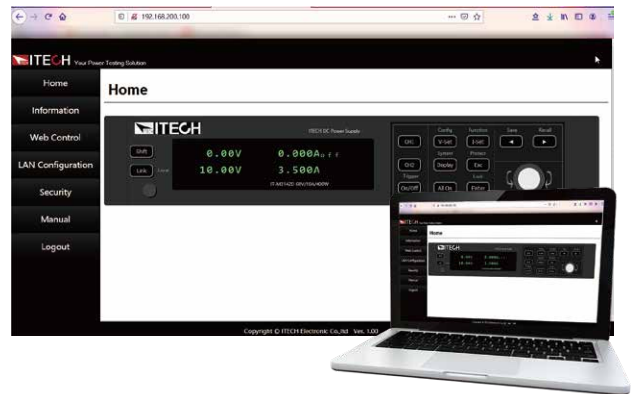 192.168.200.100
ITECH Your Power Testing Solution
Home
Home
Information
Web Control
LAN Configuration
Security
Manual
Logout
ITECH
ITECH DC Power Supply
Shift
Link
0.00V 0.000A off
10.00V 3.500A
Config Function Save Recall
CH1 V-Set I-Set
System Protect
CH2 Display Esc
Trigger Lock
On/Off All On Enter
Copyright © ITECH Electronic Co.,ltd Ver. 1.00
Home
ITECH